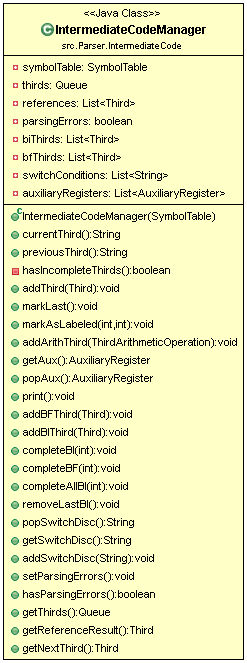 <<Java Class>>
IntermediateCodeManager
src.Parser.IntermediateCode
symbolTable: SymbolTable
thirds: Queue
references: List<Third>
parsingErrors: boolean
biThirds: List<Third>
bfThirds: List<Third>
switchConditions: List<String>
auxiliaryRegisters: List<AuxiliaryRegister>
IntermediateCodeManager(SymbolTable)
currentThird():String
previousThird():String
hasIncompleteThirds():boolean
addThird(Third):void
markLast():void
markAsLabeled(int,int):void
addArithThird(ThirdArithmeticOperation):void
getAux():AuxiliaryRegister
popAux():AuxiliaryRegister
print():void
addBFThird(Third):void
addBIThird(Third):void
completeBI(int):void
completeBF(int):void
completeAllBI(int):void
removeLastBI():void
popSwitchDisc():String
getSwitchDisc():String
addSwitchDisc(String):void
setParsingErrors():void
hasParsingErrors():boolean
getThirds():Queue
getReferenceResult():Third
getNextThird():Third